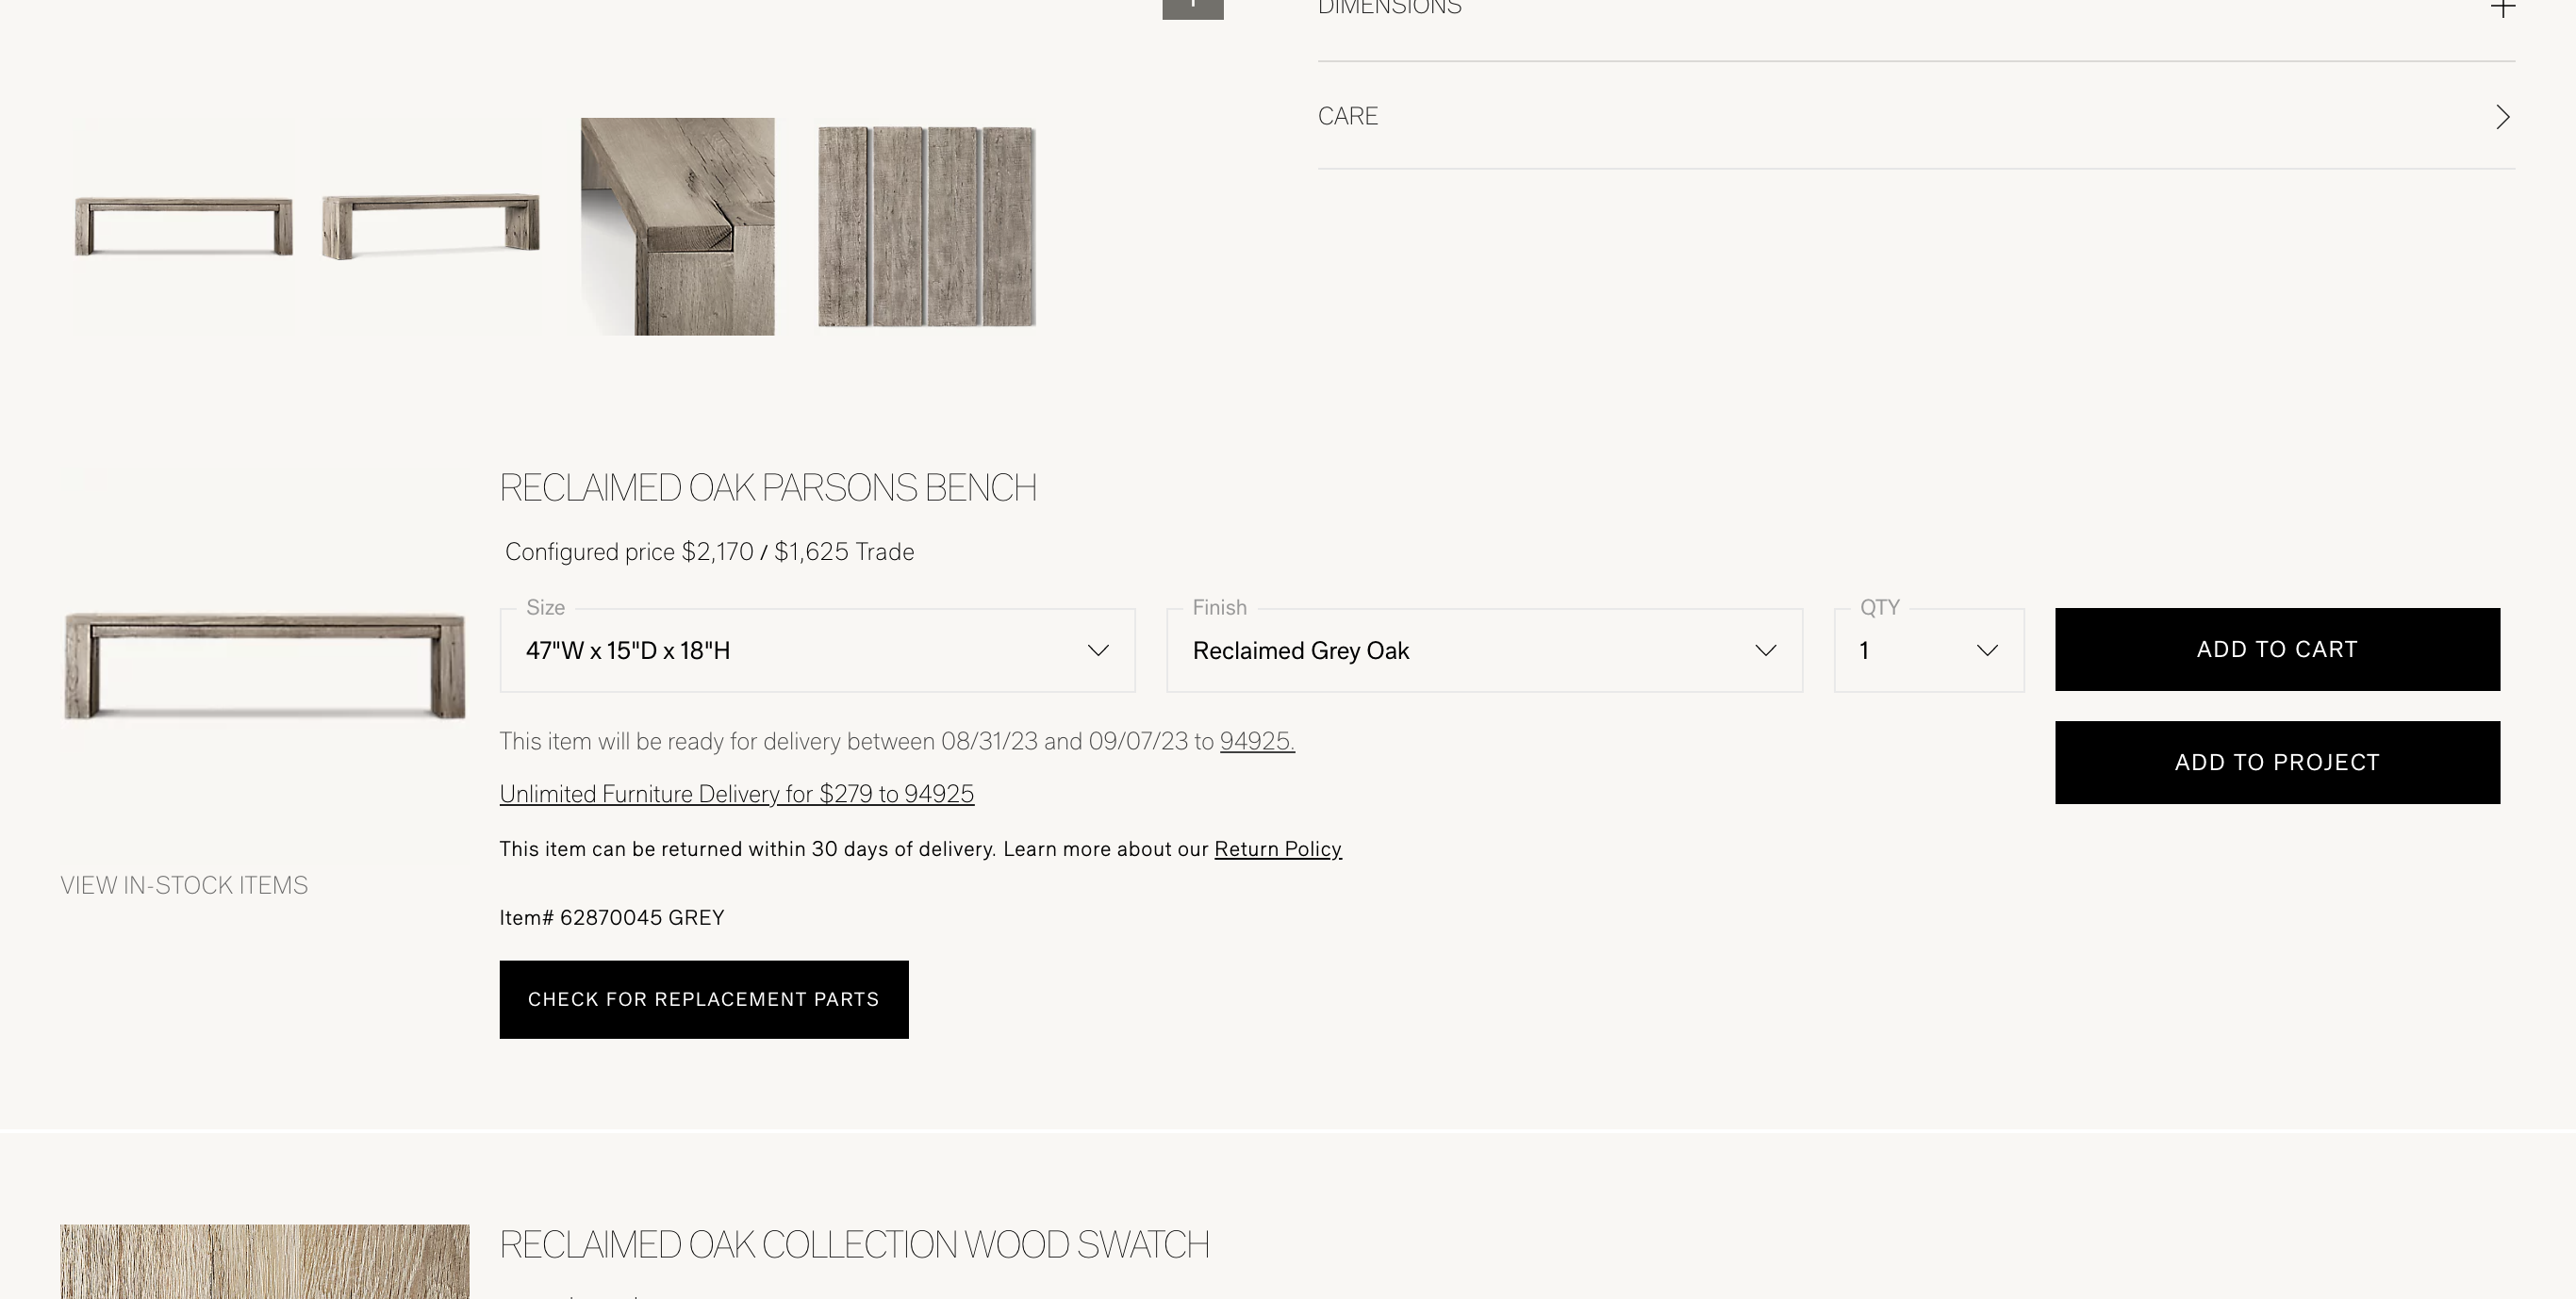 DIMENSIONS
CARE
RECLAIMED OAK PARSONS BENCH
Configured price $2,170 / $1,625 Trade
Size
47"W x 15"D x 18"H
Finish
Reclaimed Grey Oak
QTY
1
ADD TO CART
This item will be ready for delivery between 08/31/23 and 09/07/23 to 94925.
ADD TO PROJECT
Unlimited Furniture Delivery for $279 to 94925
This item can be returned within 30 days of delivery. Learn more about our Return Policy
VIEW IN-STOCK ITEMS
Item# 62870045 GREY
CHECK FOR REPLACEMENT PARTS
RECLAIMED OAK COLLECTION WOOD SWATCH